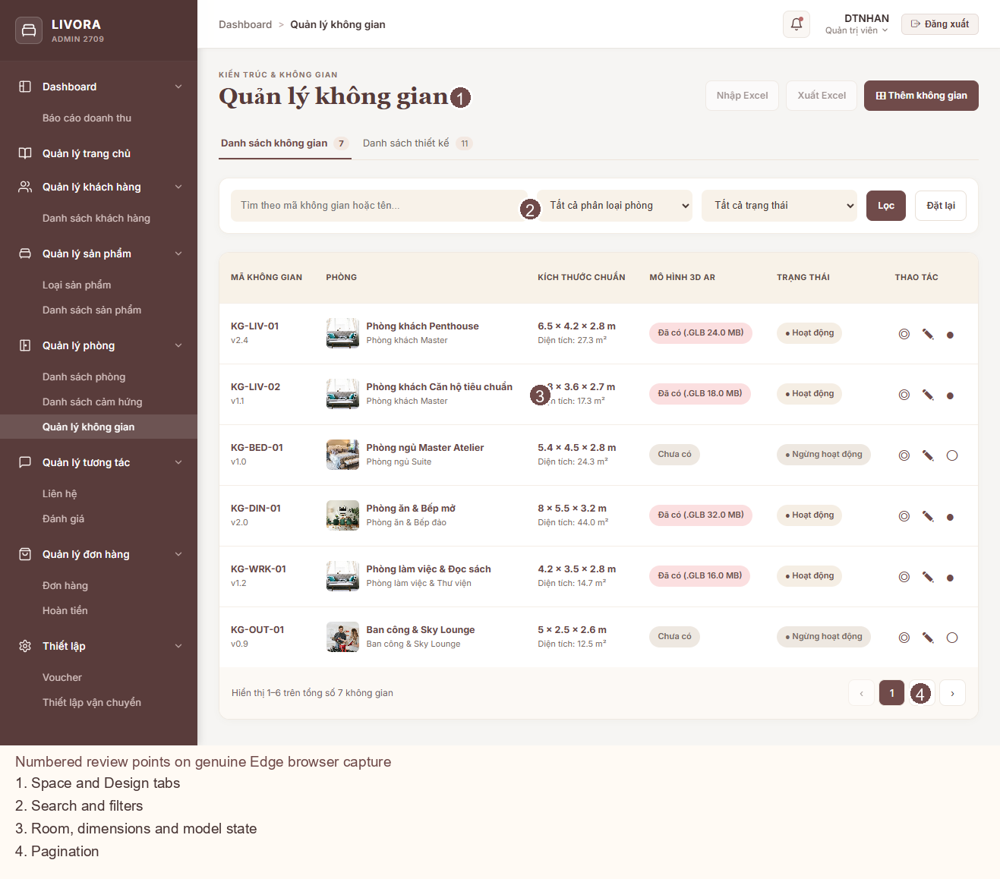 LIVORA
ADMIN 2709
Dashboard
Báo cáo doanh thu
Quản lý trang chủ
Quản lý khách hàng
Danh sách khách hàng
Quản lý sản phẩm
Loại sản phẩm
Danh sách sản phẩm
Quản lý phòng
Danh sách phòng
Danh sách cảm hứng
Quản lý không gian
Quản lý tương tác
Liên hệ
Đánh giá
Quản lý đơn hàng
Đơn hàng
Hoàn tiền
Thiết lập
Voucher
Thiết lập vận chuyển
Dashboard > Quản lý không gian
DTNHAN
Quản trị viên
Đăng xuất
KIẾN TRÚC & KHÔNG GIAN
Quản lý không gian 1
Nhập Excel Xuất Excel Thêm không gian
Danh sách không gian 7 Danh sách thiết kế 11
Tìm theo mã không gian hoặc tên... 2 Tất cả phân loại phòng Tất cả trạng thái Lọc Đặt lại
MÃ KHÔNG GIAN PHÒNG KÍCH THƯỚC CHUẨN MÔ HÌNH 3D AR TRẠNG THÁI THAO TÁC
KG-LIV-01 Phòng khách Penthouse 6.5 × 4.2 × 2.8 m Đã có (.GLB 24.0 MB) ● Hoạt động
v2.4 Phòng khách Master Diện tích: 27.3 m²
KG-LIV-02 Phòng khách Căn hộ tiêu chuẩn 3 × 3.6 × 2.7 m Đã có (.GLB 18.0 MB) ● Hoạt động
v1.1 Phòng khách Master 3 tích: 17.3 m²
KG-BED-01 Phòng ngủ Master Atelier 5.4 × 4.5 × 2.8 m Chưa có ● Ngừng hoạt động
v1.0 Phòng ngủ Suite Diện tích: 24.3 m²
KG-DIN-01 Phòng ăn & Bếp mở 8 × 5.5 × 3.2 m Đã có (.GLB 32.0 MB) ● Hoạt động
v2.0 Phòng ăn & Bếp đảo Diện tích: 44.0 m²
KG-WRK-01 Phòng làm việc & Đọc sách 4.2 × 3.5 × 2.8 m Đã có (.GLB 16.0 MB) ● Hoạt động
v1.2 Phòng làm việc & Thư viện Diện tích: 14.7 m²
KG-OUT-01 Ban công & Sky Lounge 5 × 2.5 × 2.6 m Chưa có ● Ngừng hoạt động
v0.9 Ban công & Sky Lounge Diện tích: 12.5 m²
Hiển thị 1–6 trên tổng số 7 không gian ‹ 1 4 ›
Numbered review points on genuine Edge browser capture
1. Space and Design tabs
2. Search and filters
3. Room, dimensions and model state
4. Pagination